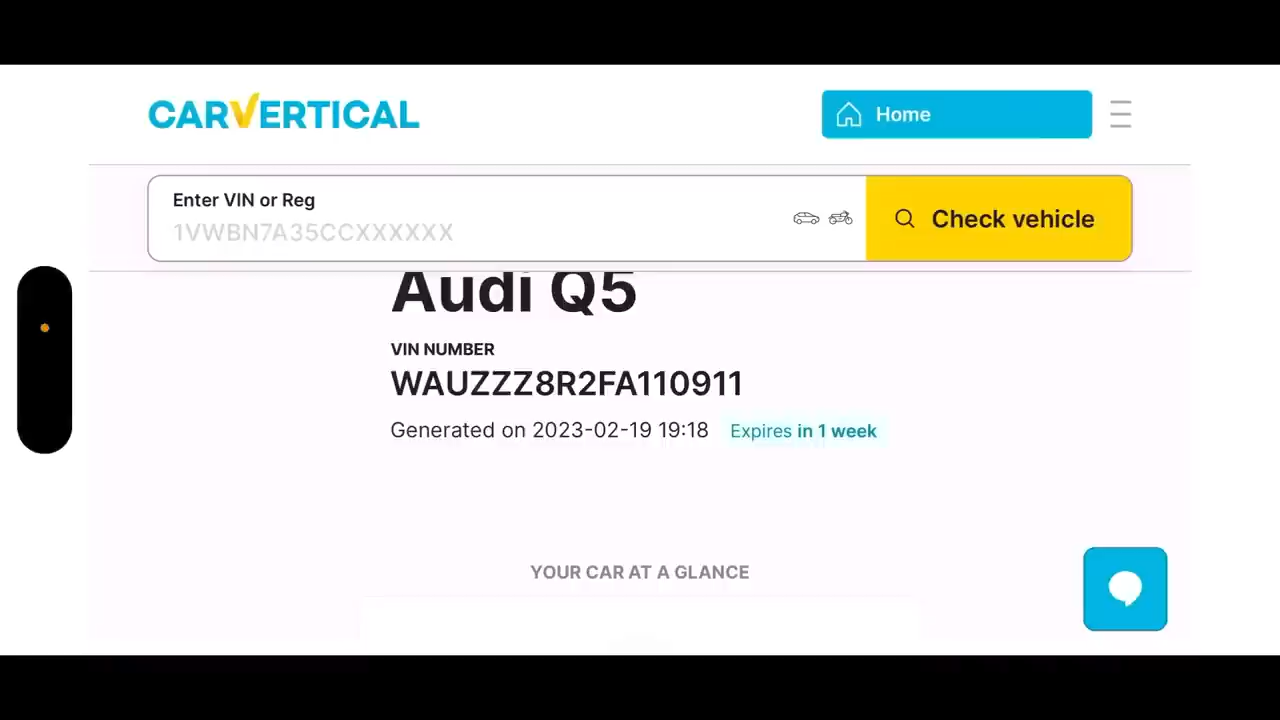 CARVERTICAL
Home
Enter VIN or Reg
1VWBN7A35CCXXXXXX
Check vehicle
Audi Q5
VIN NUMBER
WAUZZZ8R2FA110911
Generated on 2023-02-19 19:18 Expires in 1 week
YOUR CAR AT A GLANCE